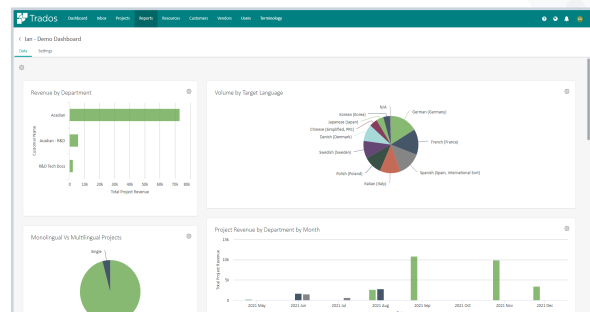 Trados Dashboard Inbox Projects Reports Resources Customers Vendors Users Terminology
< Ian - Demo Dashboard
Data Settings
Revenue by Department
Acadian
Acadian - R&D
R&D Tech Docs
Customer Name
0 10k 20k 30k 40k 50k 60k 70k 80k
Total Project Revenue
Volume by Target Language
N/A
Korean (Korea)
Japanese (Japan)
Chinese (Simplified, PRC)
Danish (Denmark)
Swedish (Sweden)
Polish (Poland)
Italian (Italy)
German (Germany)
French (France)
Spanish (Spain, International Sort)
Monolingual Vs Multilingual Projects
Single
Project Revenue by Department by Month
15k
10k
5k
0
Total Project Revenue
2021 May 2021 Jun 2021 Jul 2021 Aug 2021 Sep 2021 Oct 2021 Nov 2021 Dec